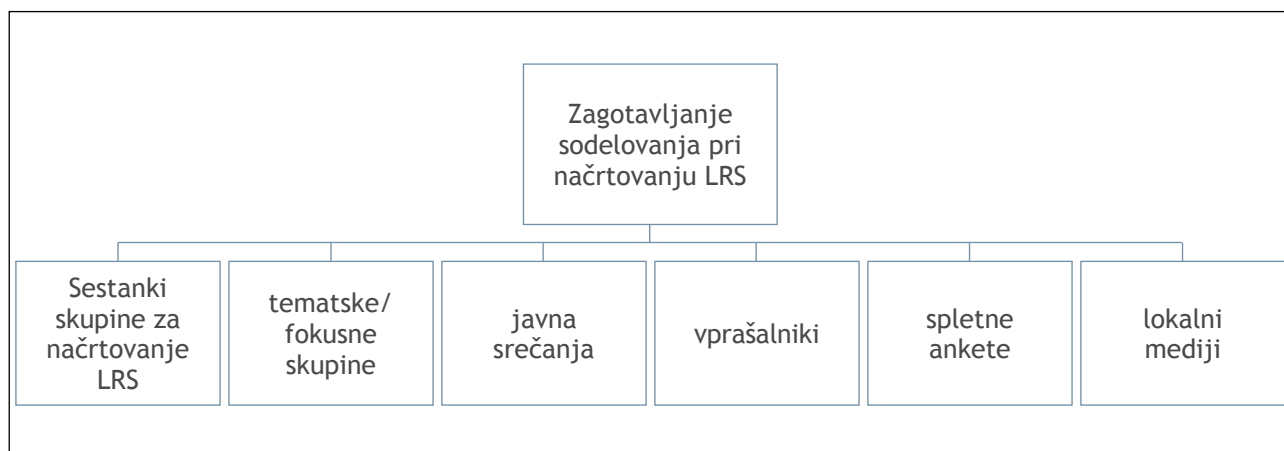 Zagotavljanje
sodelovanja pri
načrtovanju LRS
Sestanki
skupine za
načrtovanje
LRS
tematske/
fokusne
skupine
javna
srečanja
vprašalniki
spletne
ankete
lokalni
mediji